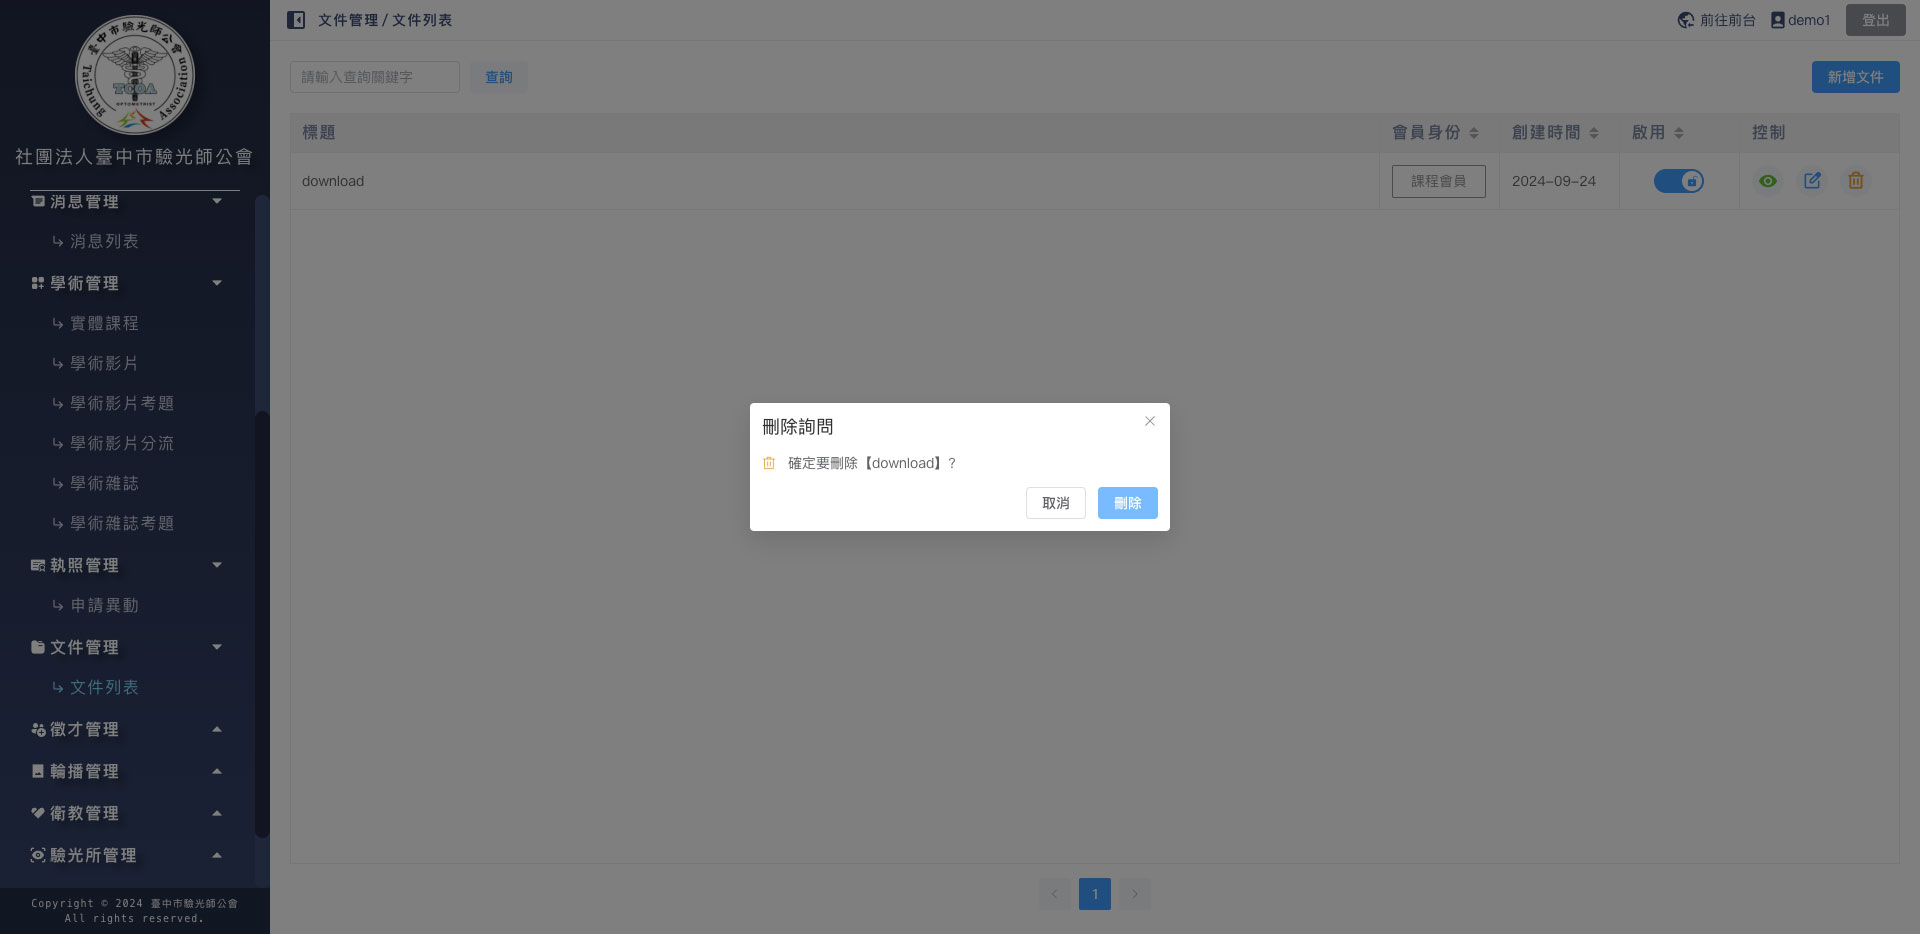 臺中市驗光師公會
Taichung
TCOA
OPTOMETRIST
Association
社團法人臺中市驗光師公會
消息管理
消息列表
學術管理
實體課程
學術影片
學術影片考題
學術影片分流
學術雜誌
學術雜誌考題
執照管理
申請異動
文件管理
文件列表
徵才管理
輪播管理
衛教管理
驗光所管理
Copyright © 2024 臺中市驗光師公會
All rights reserved.
文件管理 / 文件列表
前往前台
demo1
登出
請輸入查詢關鍵字
查詢
新增文件
標題 會員身份 創建時間 啟用 控制
download 課程會員 2024-09-24
刪除詢問
確定要刪除【download】?
取消
刪除
1